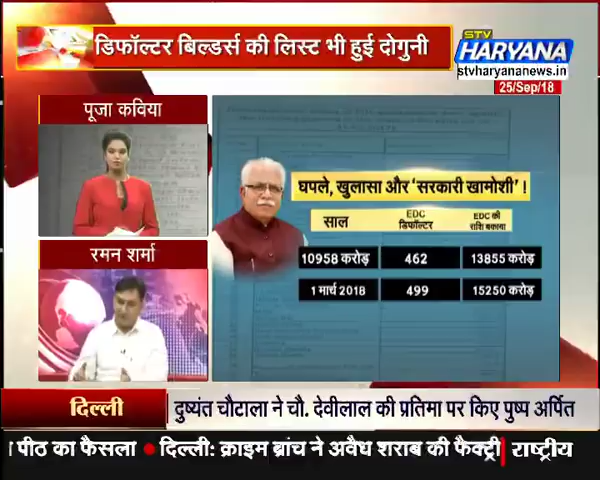 डिफॉल्टर बिल्डर्स की लिस्ट भी हुई दोगुनी
STV
HARYANA
stvharyananews.in
25/Sep/18
पूजा कविया
रमन शर्मा
घपले, खुलासा और ‘सरकारी खामोशी’ !
साल EDC डिफॉल्टर EDC की राशि बकाया
10958 करोड़ 462 13855 करोड़
1 मार्च 2018 499 15250 करोड़
दिल्ली दुष्यंत चौटाला ने चौ. देवीलाल की प्रतिमा पर किए पुष्प अर्पित
पीठ का फैसला दिल्ली: क्राइम ब्रांच ने अवैध शराब की फैक्ट्री राष्ट्रीय